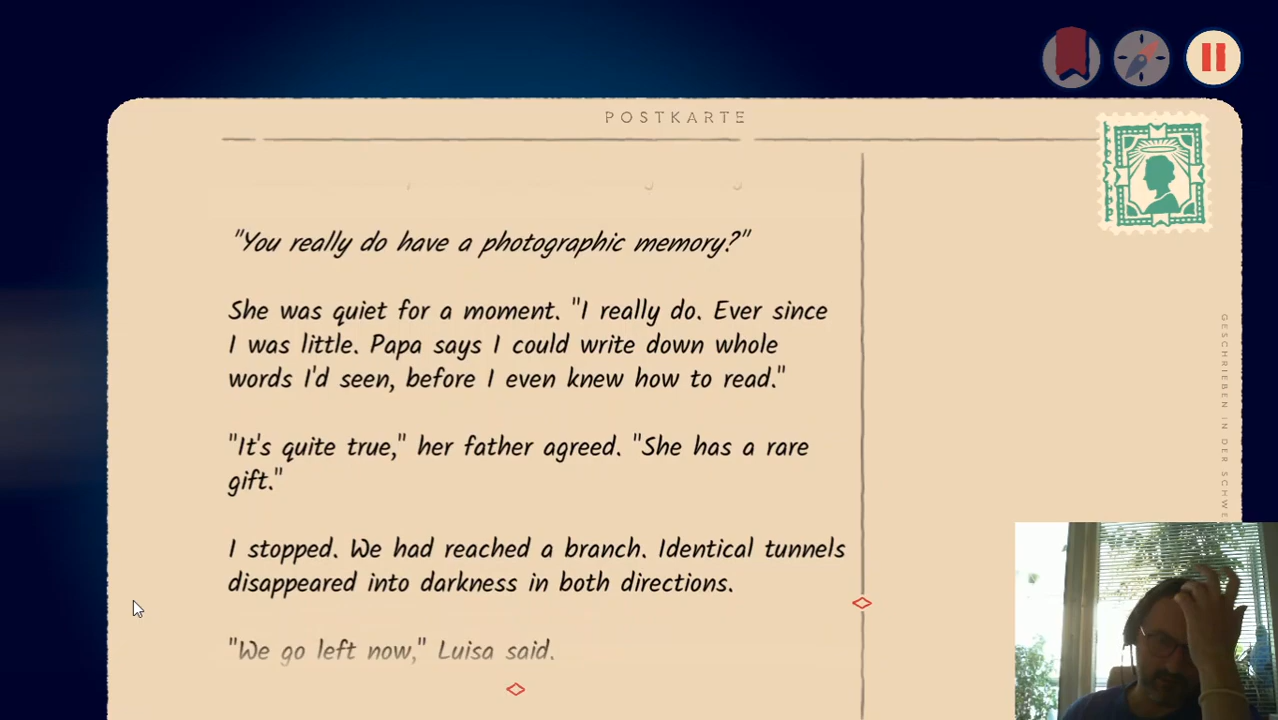 POSTKARTE
"You really do have a photographic memory?"
She was quiet for a moment. "I really do. Ever since
I was little. Papa says I could write down whole
words I'd seen, before I even knew how to read."
"It's quite true," her father agreed. "She has a rare
gift."
I stopped. We had reached a branch. Identical tunnels
disappeared into darkness in both directions.
"We go left now," Luisa said.
GESCHRIEBEN IN DER